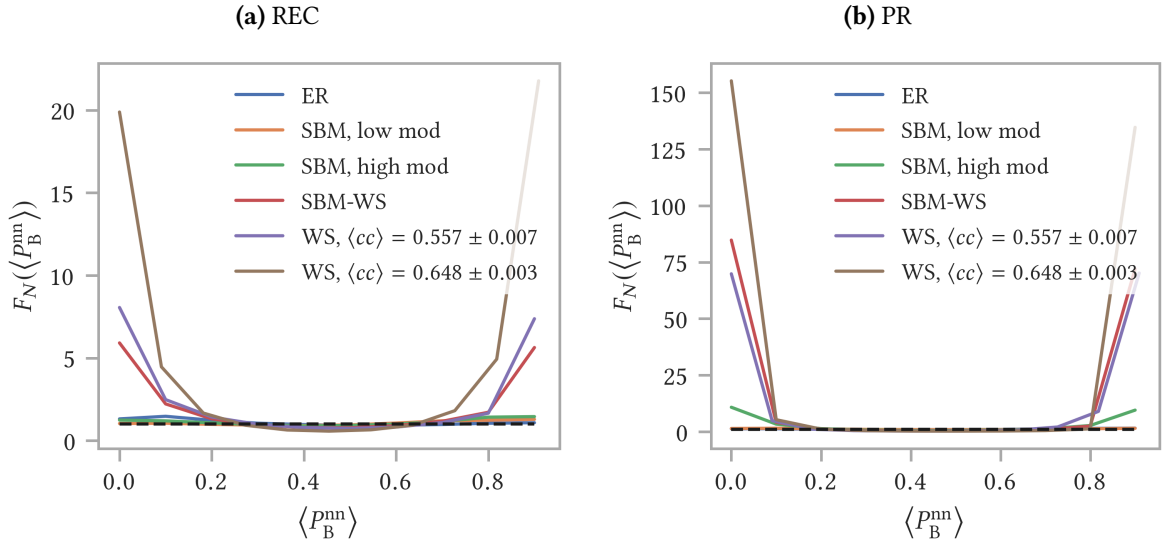 (a) REC
F_N(⟨P_B^nn⟩)
20
15
10
5
0
ER
SBM, low mod
SBM, high mod
SBM-WS
WS, ⟨cc⟩ = 0.557 ± 0.007
WS, ⟨cc⟩ = 0.648 ± 0.003
0.0 0.2 0.4 0.6 0.8
⟨P_B^nn⟩
(b) PR
F_N(⟨P_B^nn⟩)
150
125
100
75
50
25
0
ER
SBM, low mod
SBM, high mod
SBM-WS
WS, ⟨cc⟩ = 0.557 ± 0.007
WS, ⟨cc⟩ = 0.648 ± 0.003
0.0 0.2 0.4 0.6 0.8
⟨P_B^nn⟩